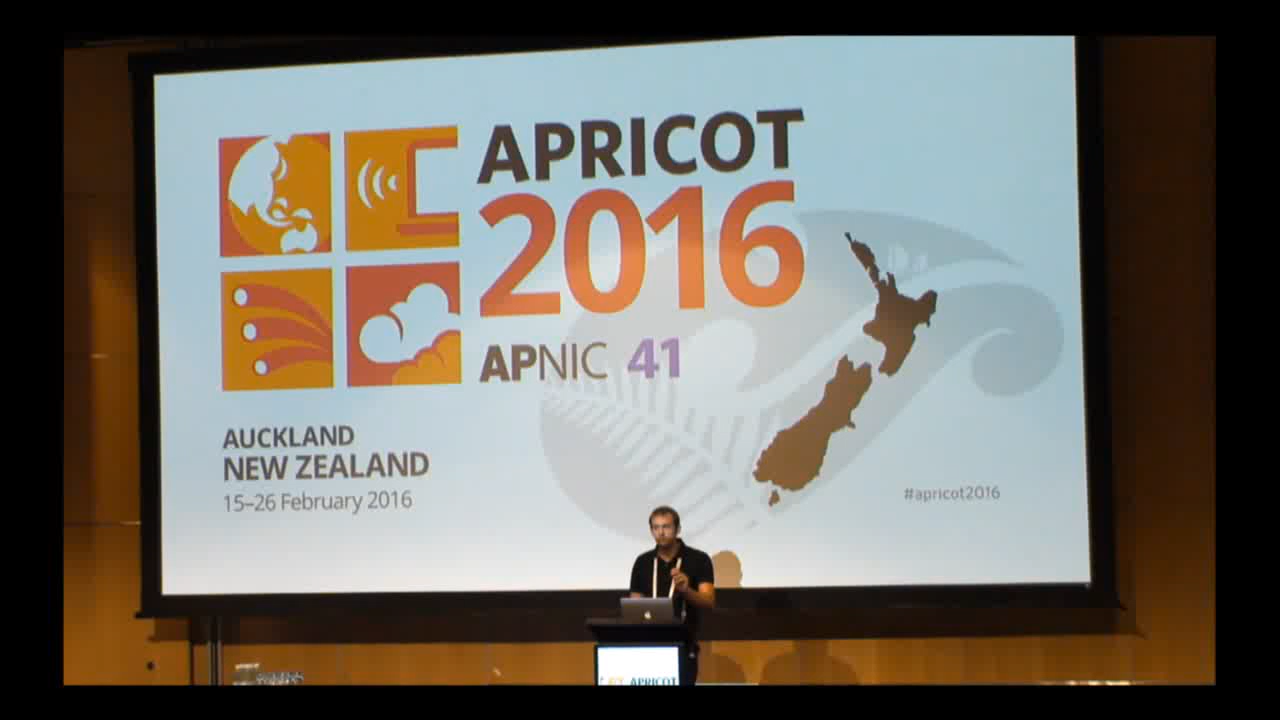 APRICOT
2016
APNIC 41
AUCKLAND
NEW ZEALAND
15–26 February 2016
#apricot2016
APRICOT